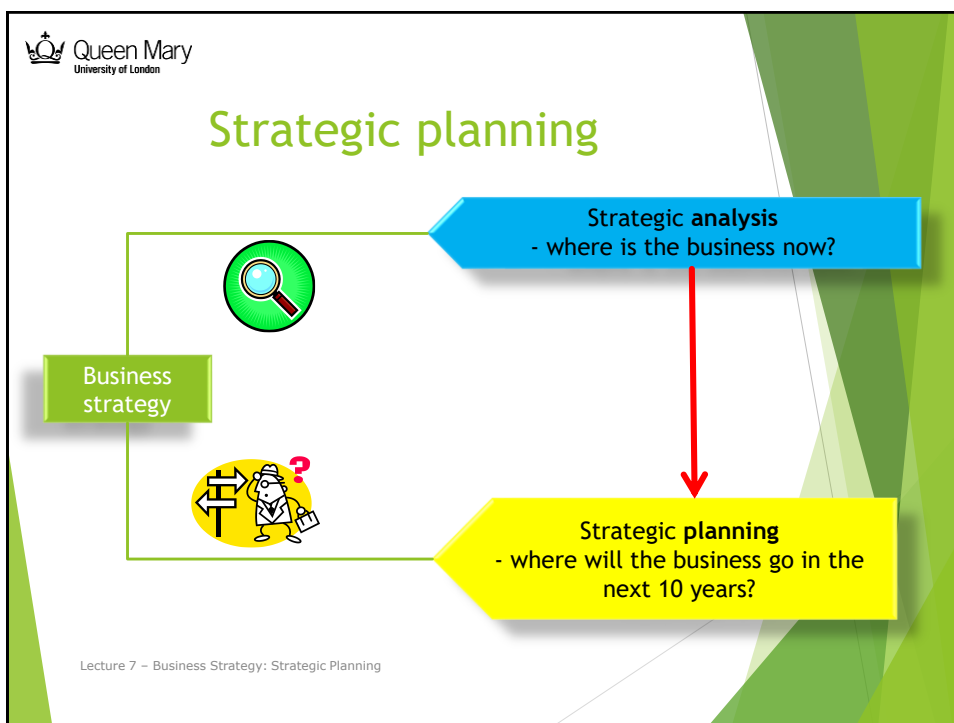 Queen Mary
University of London
Strategic planning
Strategic analysis
- where is the business now?
Business
strategy
?
Strategic planning
- where will the business go in the
next 10 years?
Lecture 7 – Business Strategy: Strategic Planning